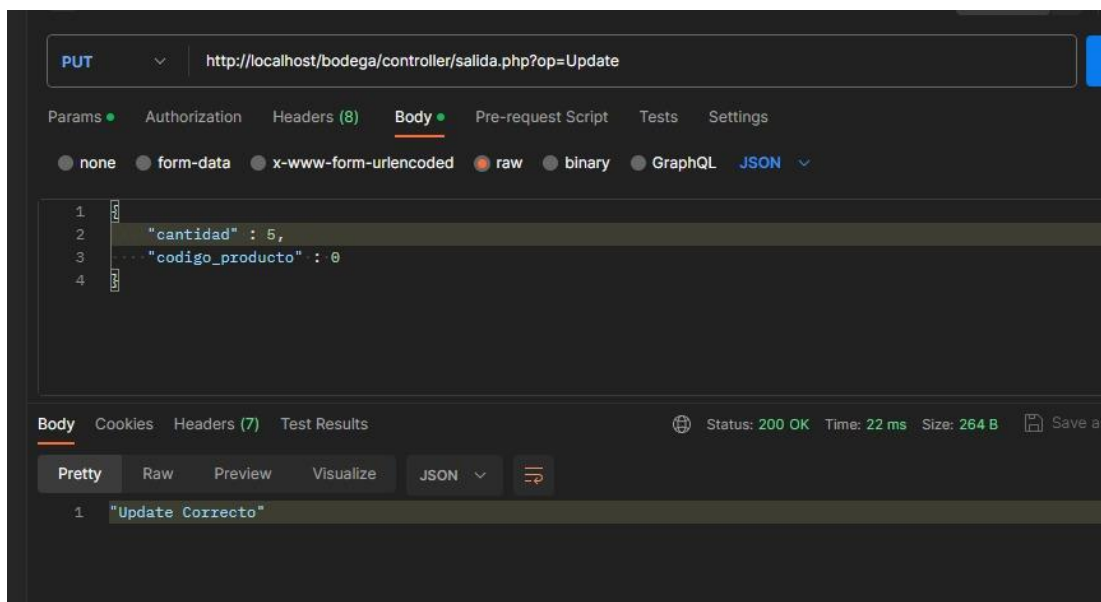 PUT http://localhost/bodega/controller/salida.php?op=Update
Params Authorization Headers (8) Body Pre-request Script Tests Settings
none form-data x-www-form-urlencoded raw binary GraphQL JSON
1 {
2 "cantidad" : 5,
3 "codigo_producto" : 0
4 }
Body Cookies Headers (7) Test Results Status: 200 OK Time: 22 ms Size: 264 B Save a
Pretty Raw Preview Visualize JSON
1 "Update Correcto"